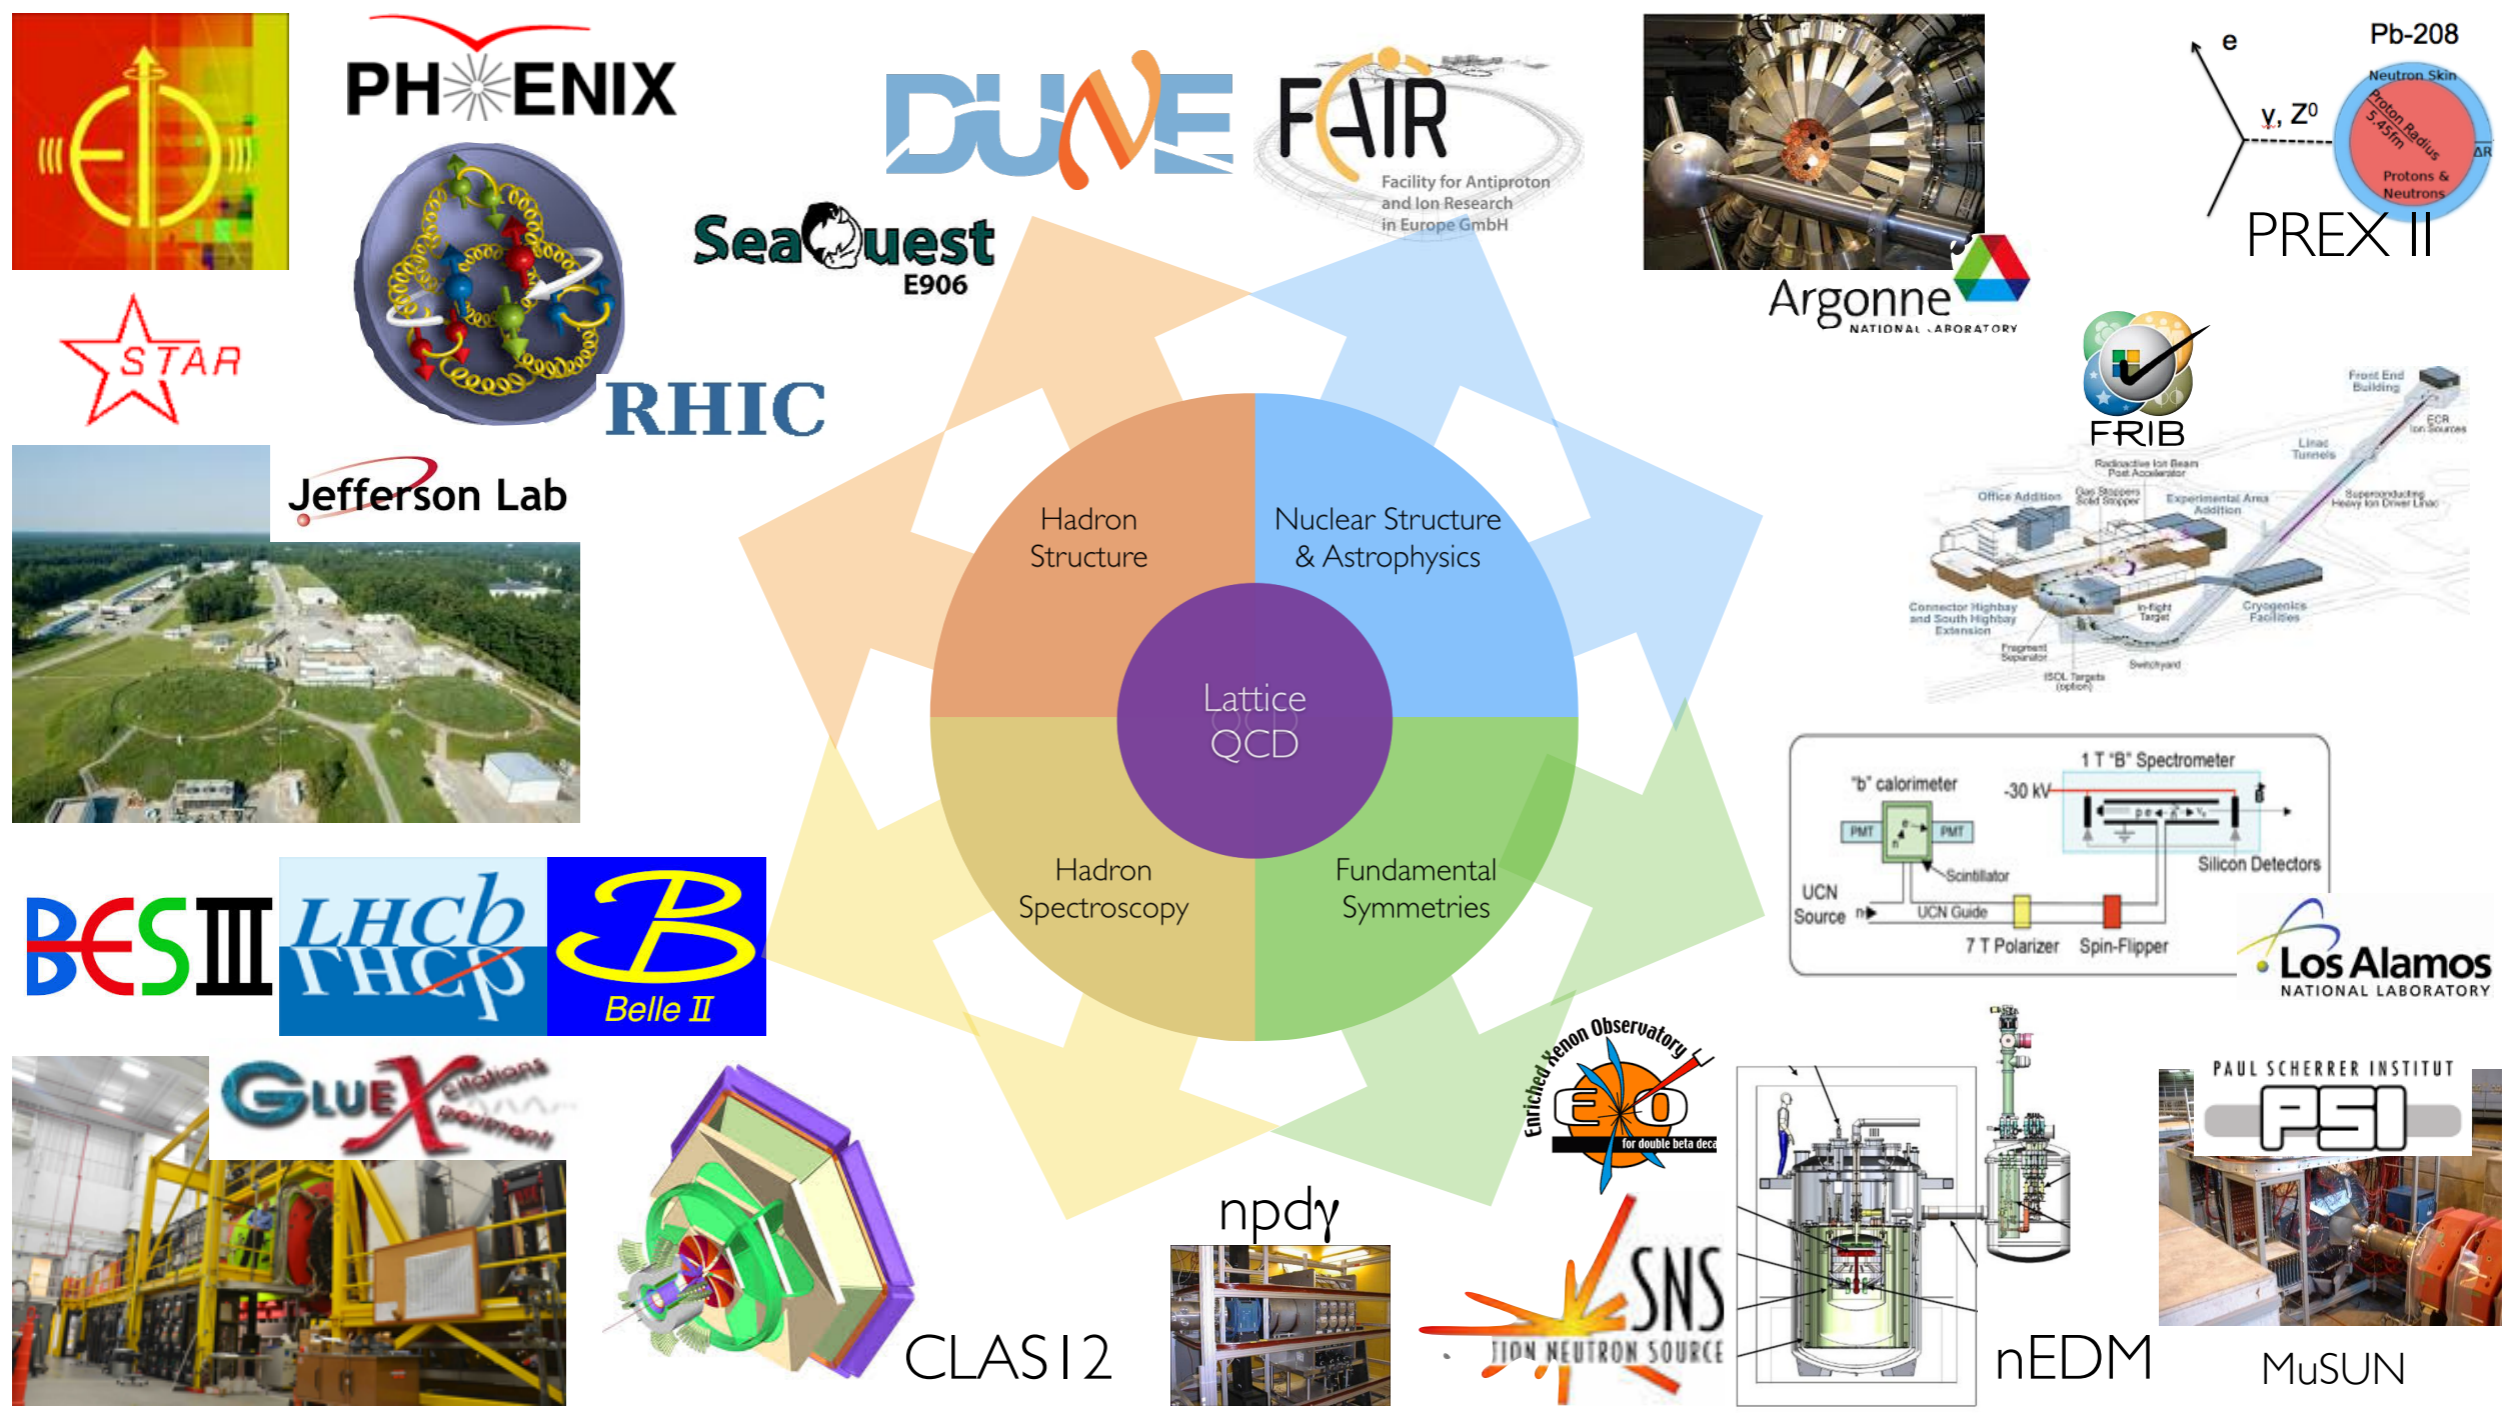 PHENIX
DUNE
FAIR
Facility for Antiproton
and Ion Research
in Europe GmbH
SeaQuest
E906
Pb-208
e
Neutron Skin
γ, Z⁰
Proton Radius
5.45fm
ΔR
Protons &
Neutrons
PREX II
Argonne
NATIONAL LABORATORY
STAR
RHIC
FRIB
Front End
Building
ECR
Ion Sources
Linac
Tunnels
Radioactive Ion Beam
Post Accelerator
Office Addition
Gas Stoppers
Solid Stopper
Experimental Area
Addition
Superconducting
Heavy Ion Driver Linac
Connector Highbay
and South Highbay
Extension
In-flight
Target
Cryogenics
Facilities
Fragment
Separator
Switchyard
ISOL Targets
(option)
Jefferson Lab
Hadron
Structure
Nuclear Structure
& Astrophysics
Lattice
QCD
Hadron
Spectroscopy
Fundamental
Symmetries
1 T "B" Spectrometer
"b" calorimeter
-30 kV
PMT
e
PMT
n
Silicon Detectors
Scintillator
UCN
Source
n
UCN Guide
7 T Polarizer
Spin-Flipper
Los Alamos
NATIONAL LABORATORY
BESIII
LHCb
LHCb
B
Belle II
GLUEX
citations
periment
CLAS12
npdγ
Enriched Xenon Observatory
EXO
for double beta deca
SNS
TION NEUTRON SOURCE
nEDM
PAUL SCHERRER INSTITUT
PSI
MuSUN